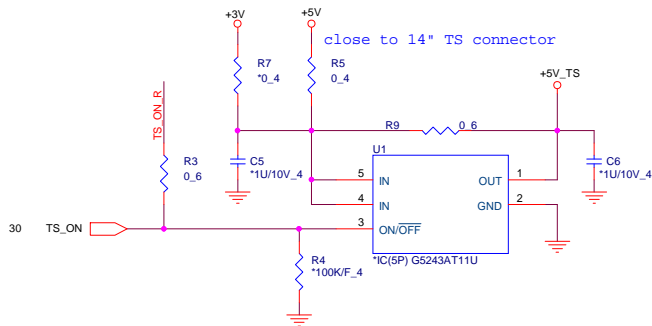 +3V
+5V
close to 14" TS connector
R7
*0_4
R5
0_4
+5V_TS
TS_ON_R
R9
0_6
U1
R3
0_6
C5
*1U/10V_4
C6
*1U/10V_4
5
IN
OUT
1
4
IN
GND
2
3
ON/OFF
30
TS_ON
*IC(5P) G5243AT11U
R4
*100K/F_4